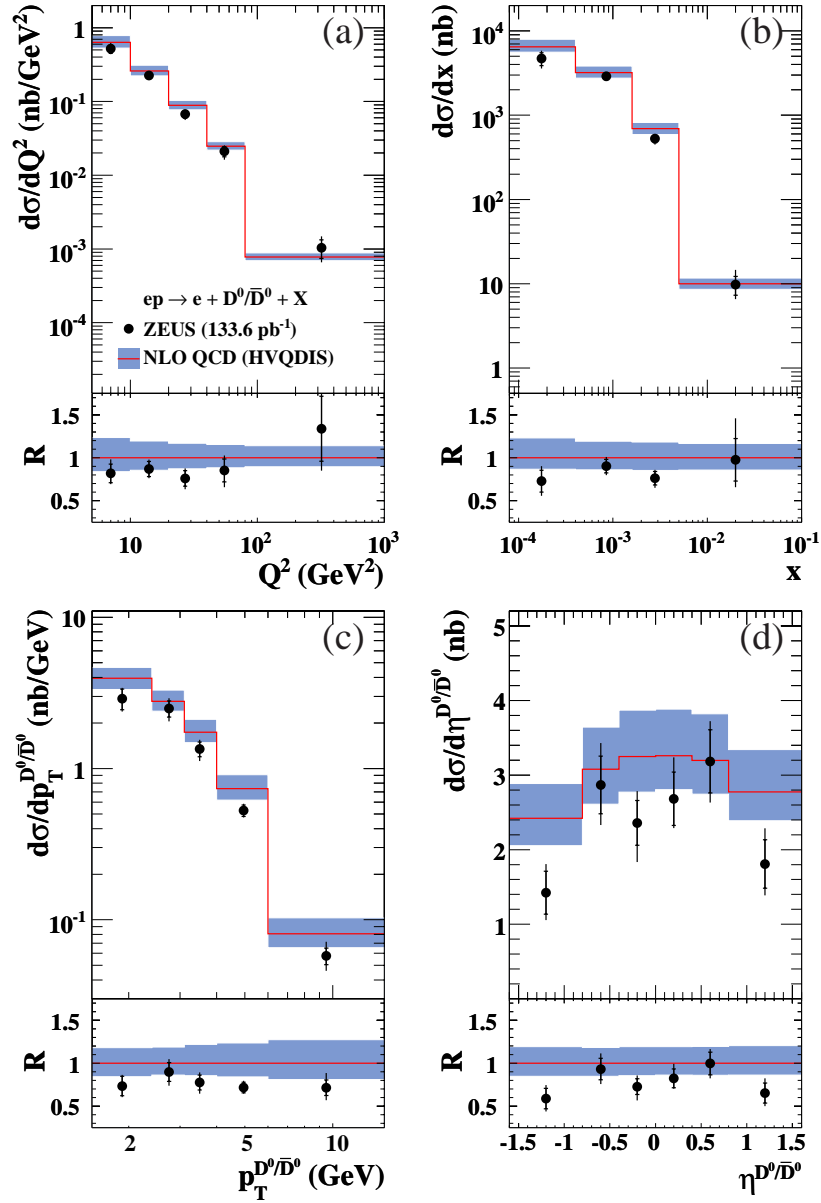 (a)
dσ/dQ² (nb/GeV²)
1
10⁻¹
10⁻²
10⁻³
10⁻⁴
ep → e + D⁰/D̅⁰ + X
ZEUS (133.6 pb⁻¹)
NLO QCD (HVQDIS)
R
1.5
1
0.5
10 10² 10³
Q² (GeV²)
(b)
dσ/dx (nb)
10⁴
10³
10²
10
1
R
1.5
1
0.5
10⁻⁴ 10⁻³ 10⁻² 10⁻¹
x
(c)
dσ/dp_T^D⁰/D̅⁰ (nb/GeV)
10
1
10⁻¹
R
1.5
1
0.5
2 5 10
p_T^D⁰/D̅⁰ (GeV)
(d)
dσ/dη^D⁰/D̅⁰ (nb)
5
4
3
2
1
R
1.5
1
0.5
-1.5 -1 -0.5 0 0.5 1 1.5
η^D⁰/D̅⁰